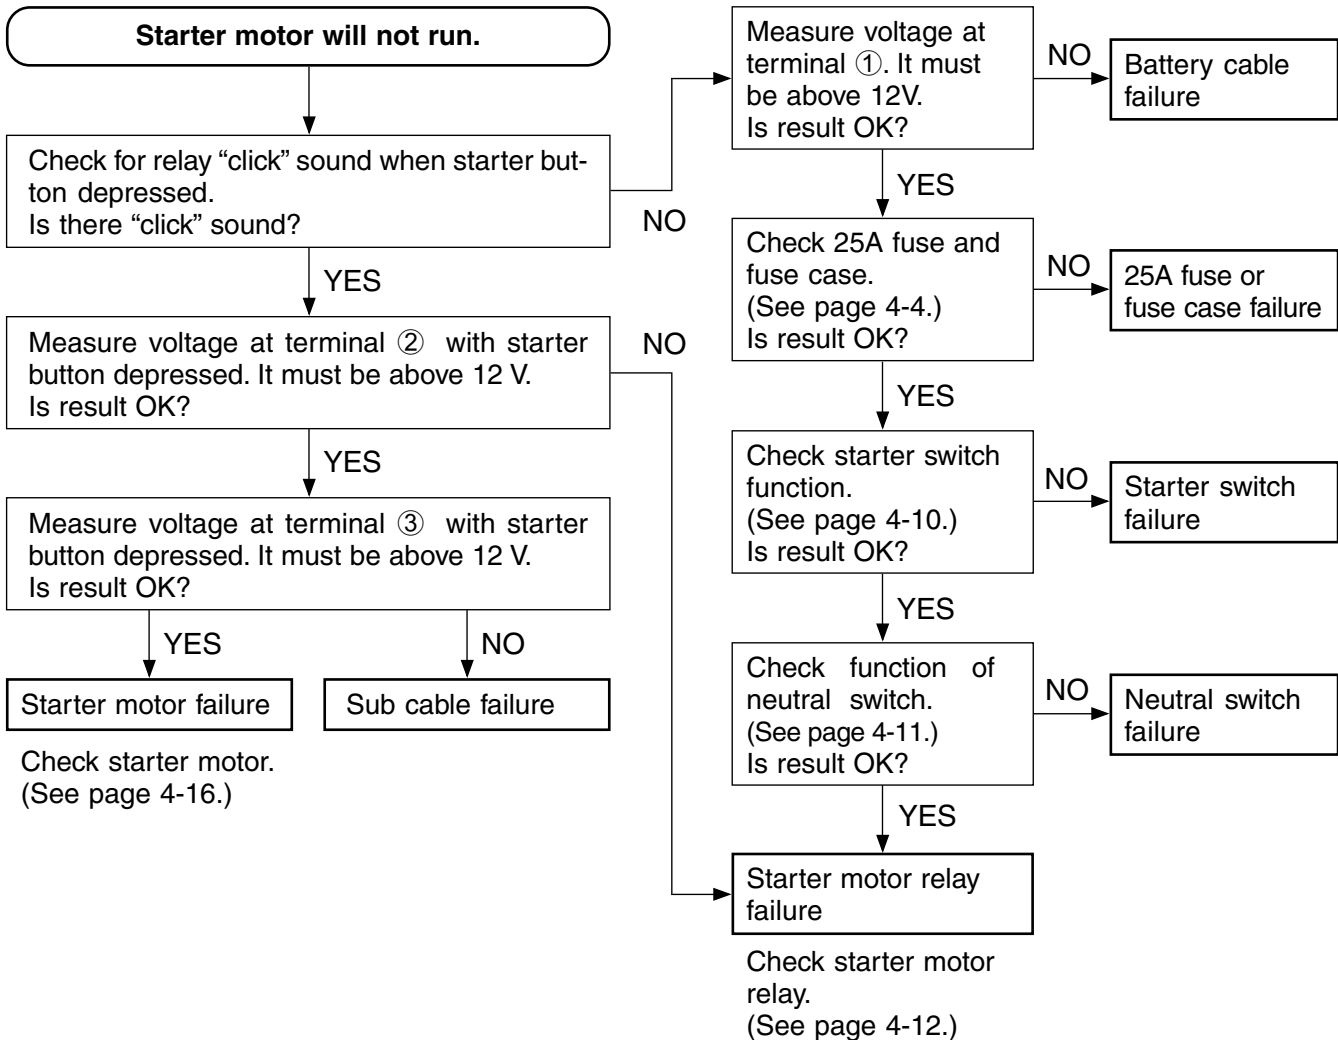 Starter motor will not run.
Check for relay “click” sound when starter but-
ton depressed.
Is there “click” sound?
NO
YES
Measure voltage at terminal ② with starter
button depressed. It must be above 12 V.
Is result OK?
NO
YES
Measure voltage at terminal ③ with starter
button depressed. It must be above 12 V.
Is result OK?
YES
NO
Starter motor failure
Sub cable failure
Check starter motor.
(See page 4-16.)
Measure voltage at
terminal ①. It must
be above 12V.
Is result OK?
NO
Battery cable
failure
YES
Check 25A fuse and
fuse case.
(See page 4-4.)
Is result OK?
NO
25A fuse or
fuse case failure
YES
Check starter switch
function.
(See page 4-10.)
Is result OK?
NO
Starter switch
failure
YES
Check function of
neutral switch.
(See page 4-11.)
Is result OK?
NO
Neutral switch
failure
YES
Starter motor relay
failure
Check starter motor
relay.
(See page 4-12.)